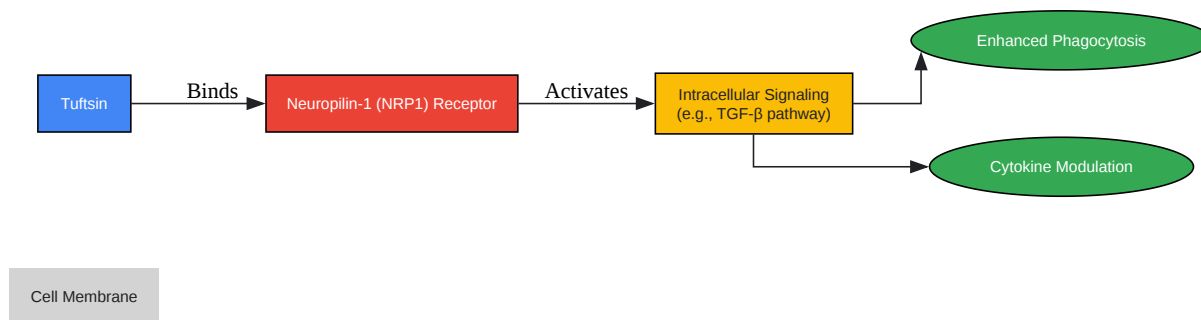 Tuftsin
Binds
Neuropilin-1 (NRP1) Receptor
Activates
Intracellular Signaling
(e.g., TGF-β pathway)
Enhanced Phagocytosis
Cytokine Modulation
Cell Membrane